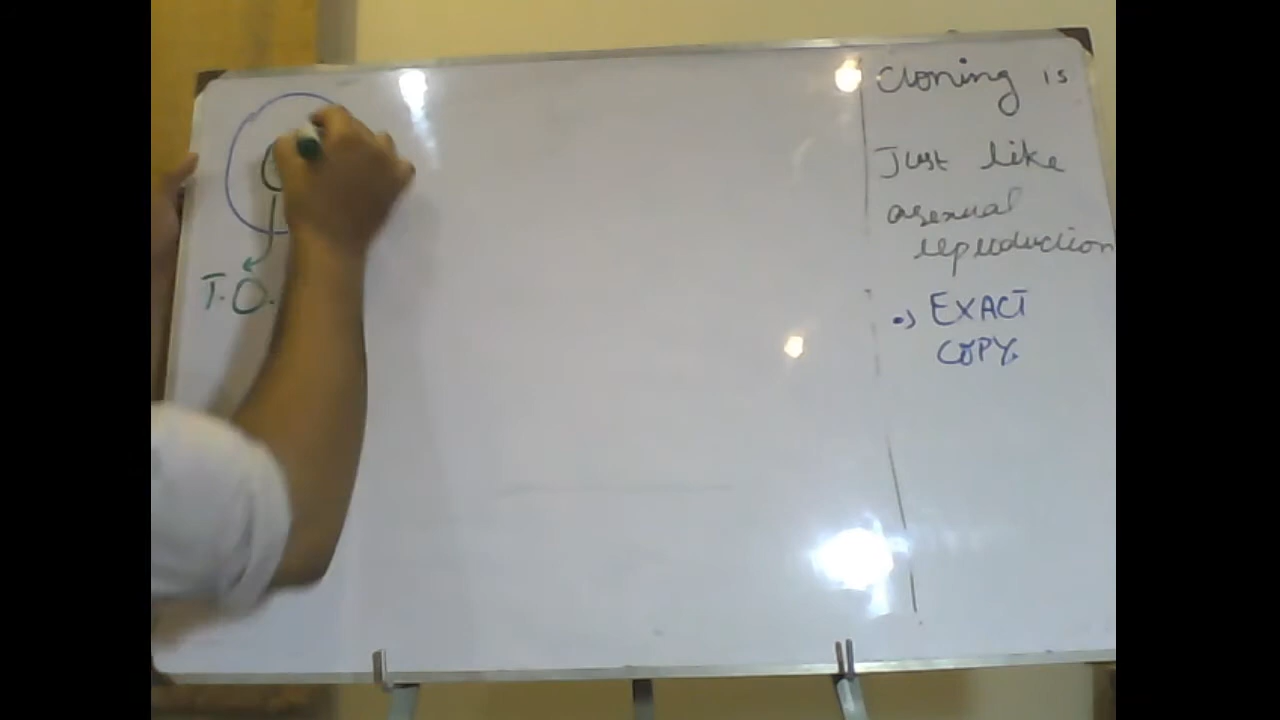 T.O.
Cloning is
Just like
asexual
reproduction
EXACT
COPY.